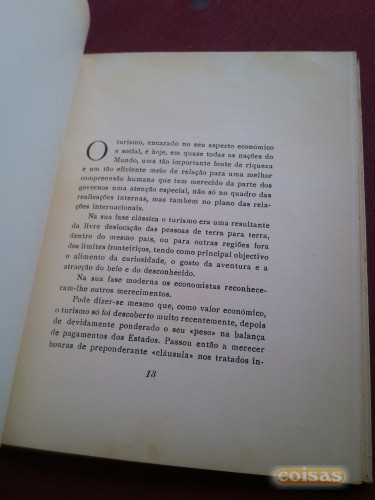 O turismo, encarado no seu aspecto económico
e social, é hoje, em quase todas as nações do
Mundo, uma tão importante fonte de riqueza
e um tão eficiente meio de relação para uma melhor
compreensão humana que tem merecido da parte dos
governos uma atenção especial, não só no quadro das
realizações internas, mas também no plano das rela-
ções internacionais.
Na sua fase clássica o turismo era uma resultante
da livre deslocação das pessoas de terra para terra,
dentro do mesmo país, ou para outras regiões fora
dos limites fronteiriços, tendo como principal objectivo
o alimento da curiosidade, o gosto da aventura e a
atracção do belo e do desconhecido.
Na sua fase moderna os economistas reconhece-
ram-lhe outros merecimentos.
Pode dizer-se mesmo que, como valor económico,
o turismo só foi descoberto muito recentemente, depois
de devidamente ponderado o seu «peso» na balança
de pagamentos dos Estados. Passou então a merecer
honras de preponderante «cláusula» nos tratados in-
13
coisas